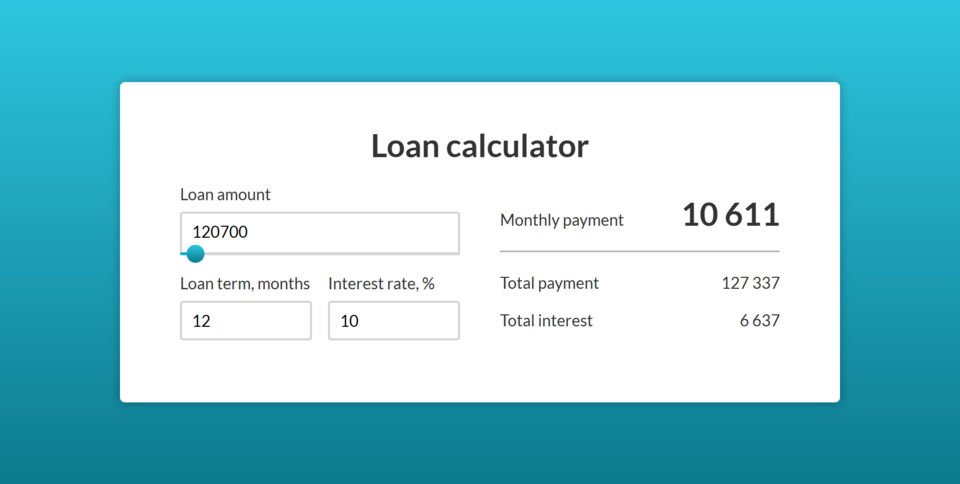 Loan calculator
Loan amount
120700
Loan term, months
Interest rate, %
12
10
Monthly payment
10 611
Total payment
127 337
Total interest
6 637